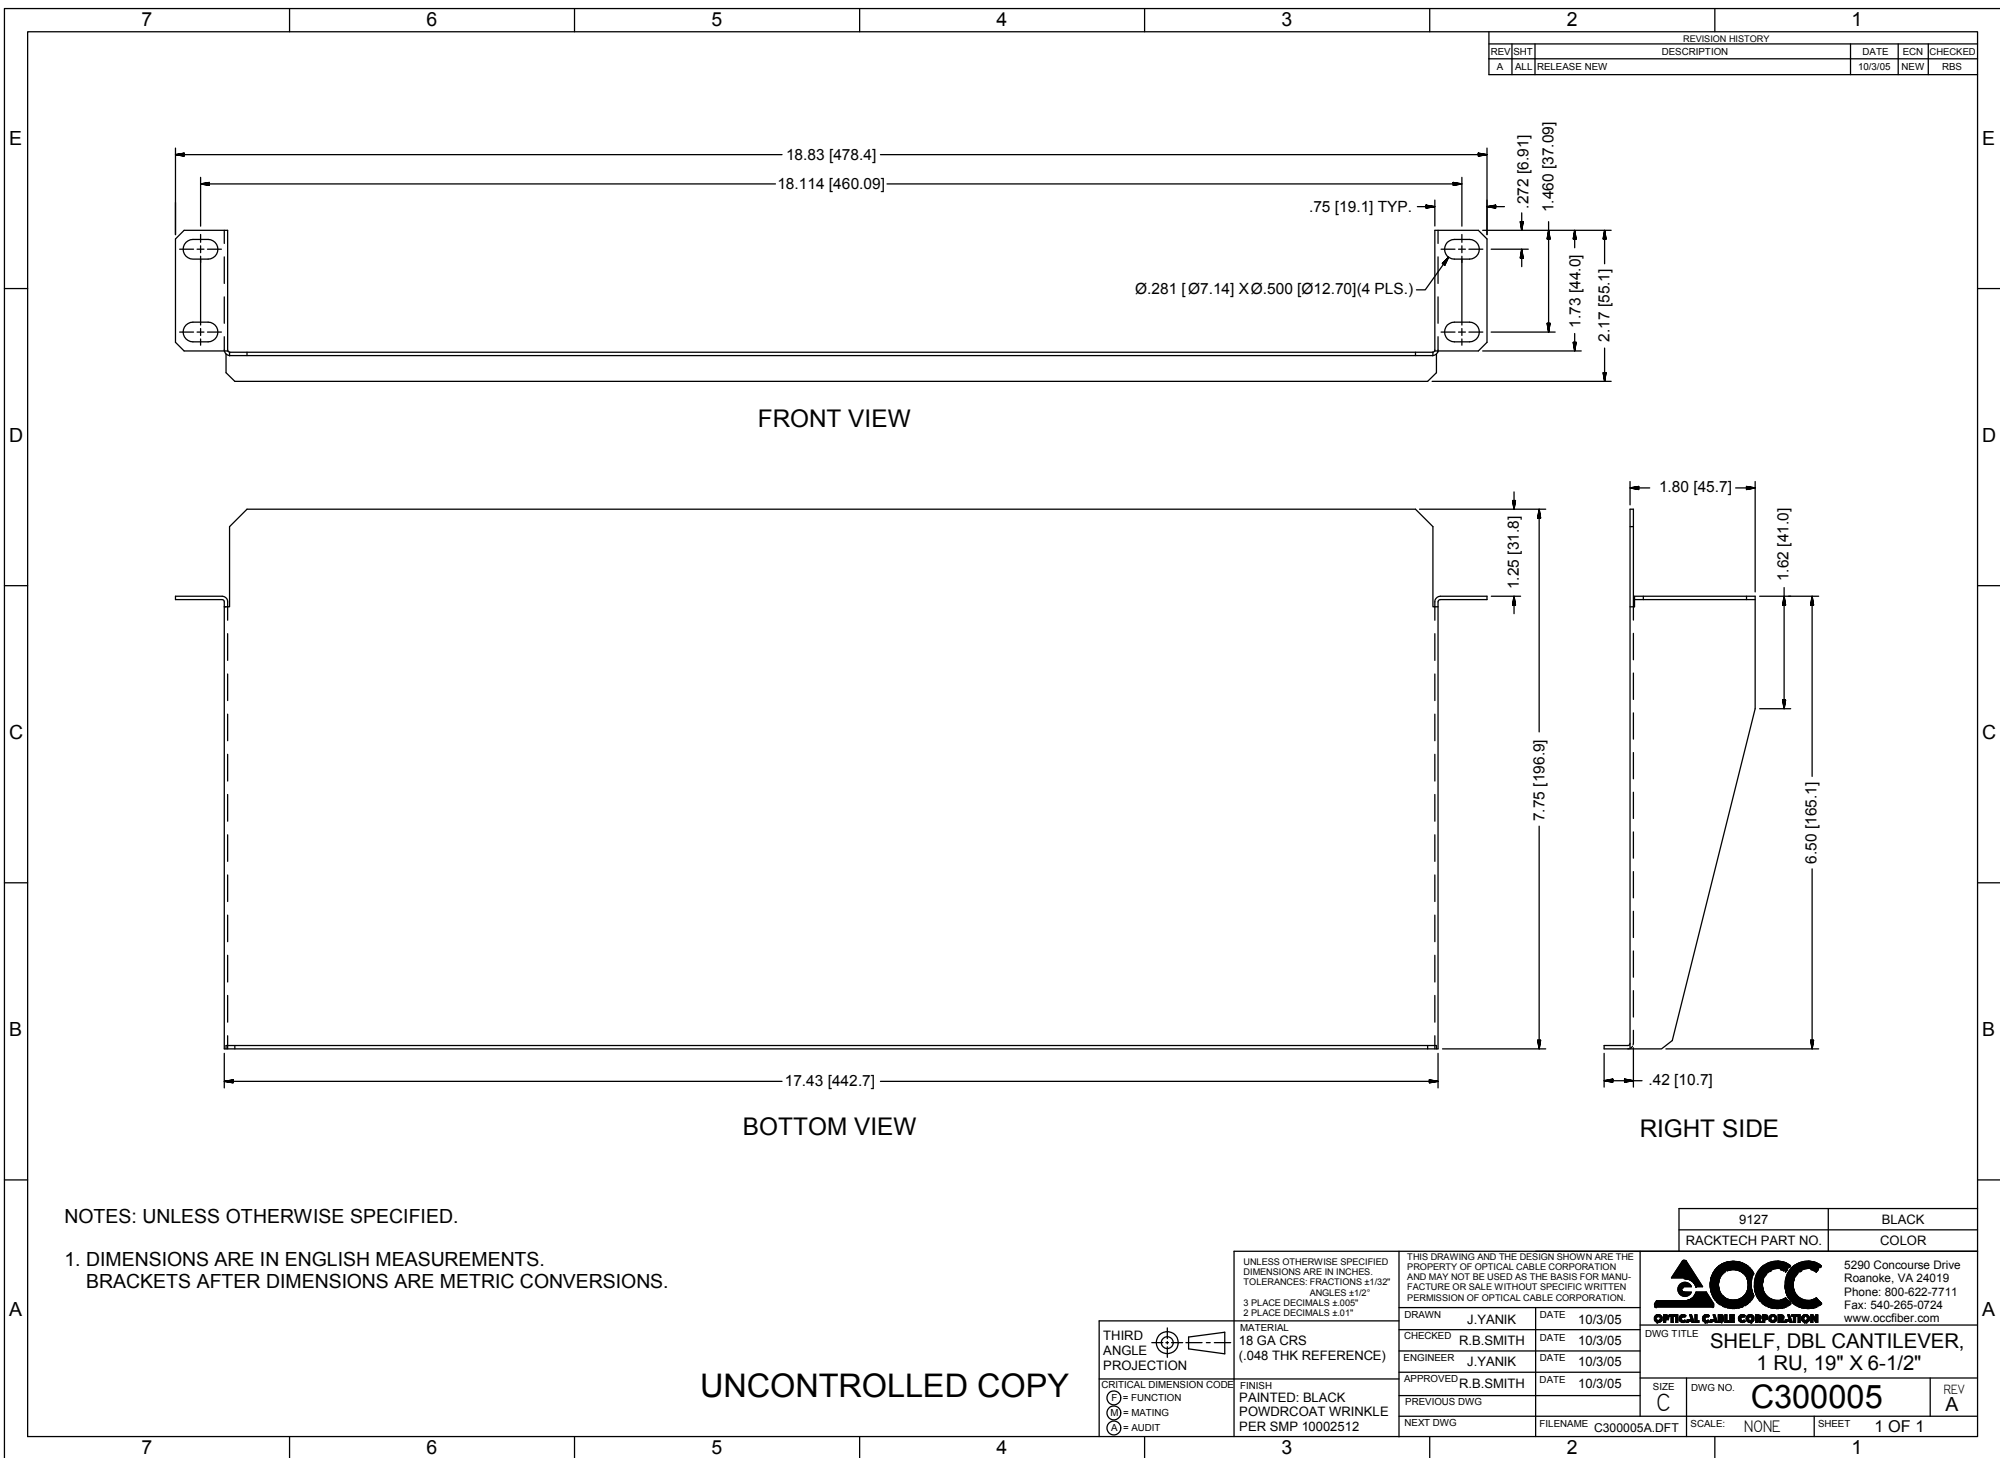 7 6 5 4 3 2 1
REVISION HISTORY
REV SHT DESCRIPTION DATE ECN CHECKED
A ALL RELEASE NEW 10/3/05 NEW RBS
E E
18.83 [478.4]
18.114 [460.09]
.75 [19.1] TYP.
.272 [6.91]
1.460 [37.09]
Ø.281 [Ø7.14] X Ø.500 [Ø12.70](4 PLS.)
1.73 [44.0]
2.17 [55.1]
FRONT VIEW
D D
1.80 [45.7]
1.25 [31.8]
1.62 [41.0]
C C
7.75 [196.9]
6.50 [165.1]
B B
17.43 [442.7]
.42 [10.7]
BOTTOM VIEW
RIGHT SIDE
NOTES: UNLESS OTHERWISE SPECIFIED.
1. DIMENSIONS ARE IN ENGLISH MEASUREMENTS.
BRACKETS AFTER DIMENSIONS ARE METRIC CONVERSIONS.
A A
UNCONTROLLED COPY
9127 BLACK
RACKTECH PART NO. COLOR
UNLESS OTHERWISE SPECIFIED
DIMENSIONS ARE IN INCHES.
TOLERANCES: FRACTIONS ±1/32"
ANGLES ±1/2°
3 PLACE DECIMALS ±.005"
2 PLACE DECIMALS ±.01"
THIS DRAWING AND THE DESIGN SHOWN ARE THE
PROPERTY OF OPTICAL CABLE CORPORATION
AND MAY NOT BE USED AS THE BASIS FOR MANU-
FACTURE OR SALE WITHOUT SPECIFIC WRITTEN
PERMISSION OF OPTICAL CABLE CORPORATION.
OCC
OPTICAL CABLE CORPORATION
5290 Concourse Drive
Roanoke, VA 24019
Phone: 800-622-7711
Fax: 540-265-0724
www.occfiber.com
THIRD
ANGLE
PROJECTION
MATERIAL
18 GA CRS
(.048 THK REFERENCE)
CRITICAL DIMENSION CODE
F = FUNCTION
M = MATING
A = AUDIT
FINISH
PAINTED: BLACK
POWDRCOAT WRINKLE
PER SMP 10002512
DRAWN J.YANIK DATE 10/3/05
CHECKED R.B.SMITH DATE 10/3/05
ENGINEER J.YANIK DATE 10/3/05
APPROVED R.B.SMITH DATE 10/3/05
PREVIOUS DWG
NEXT DWG FILENAME C300005A.DFT
DWG TITLE SHELF, DBL CANTILEVER,
1 RU, 19" X 6-1/2"
SIZE C DWG NO. C300005 REV A
SCALE: NONE SHEET 1 OF 1
7 6 5 4 3 2 1